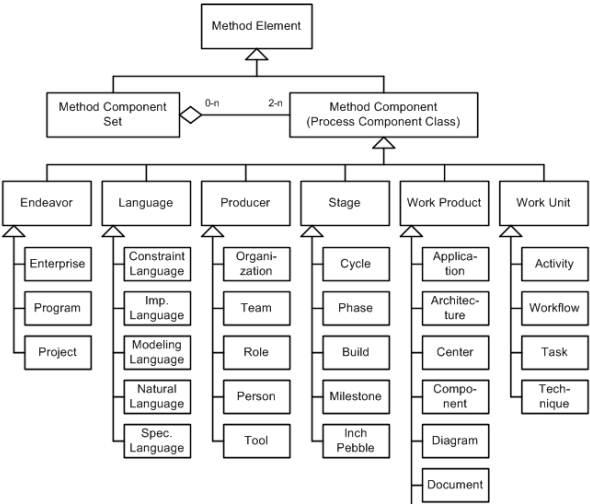 Method Element
Method Component
Set
0-n
2-n
Method Component
(Process Component Class)
Endeavor
Language
Producer
Stage
Work Product
Work Unit
Enterprise
Program
Project
Constraint
Language
Imp.
Language
Modeling
Language
Natural
Language
Spec.
Language
Organi-
zation
Team
Role
Person
Tool
Cycle
Phase
Build
Milestone
Inch
Pebble
Applica-
tion
Architec-
ture
Center
Compo-
nent
Diagram
Document
Activity
Workflow
Task
Tech-
nique